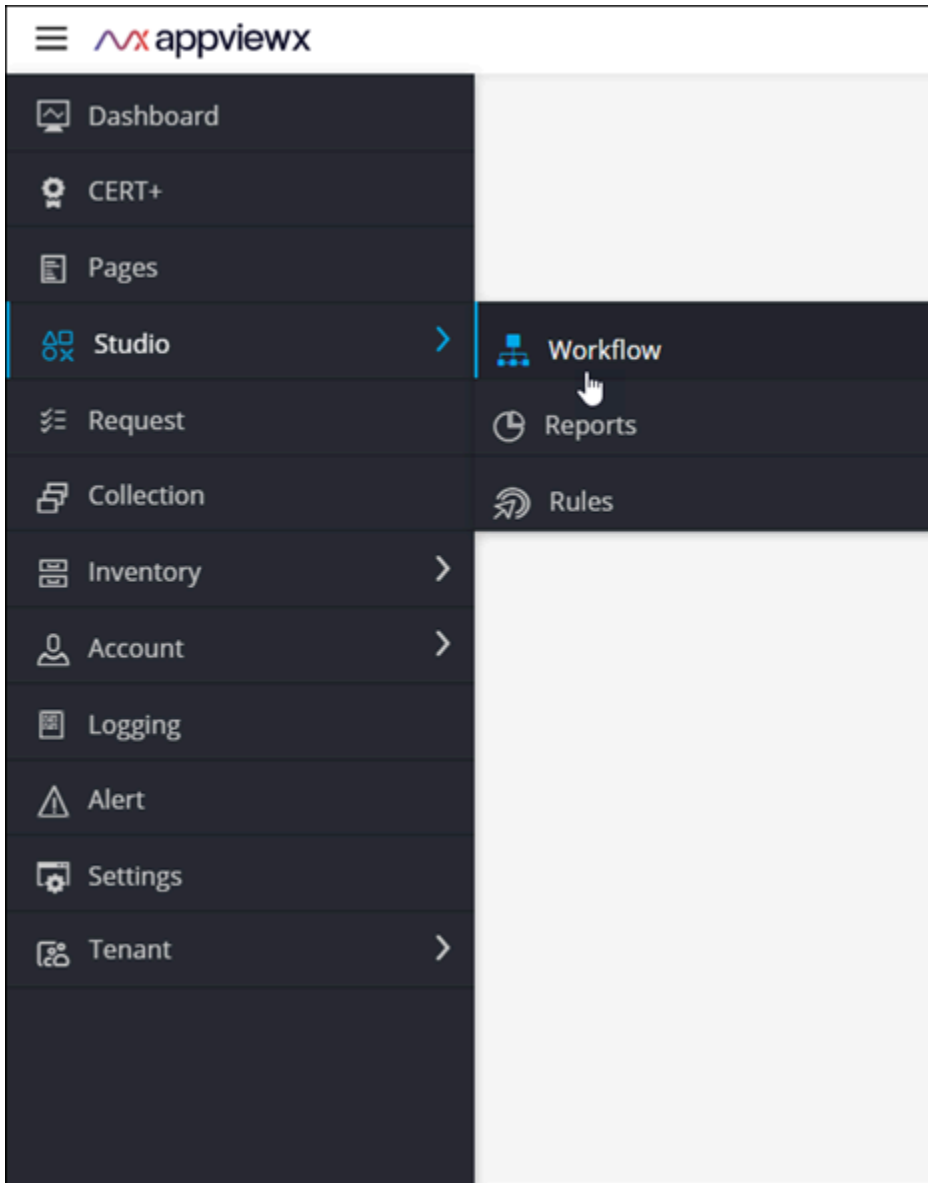 appviewx
Dashboard
CERT+
Pages
Studio
Workflow
Reports
Rules
Request
Collection
Inventory
Account
Logging
Alert
Settings
Tenant